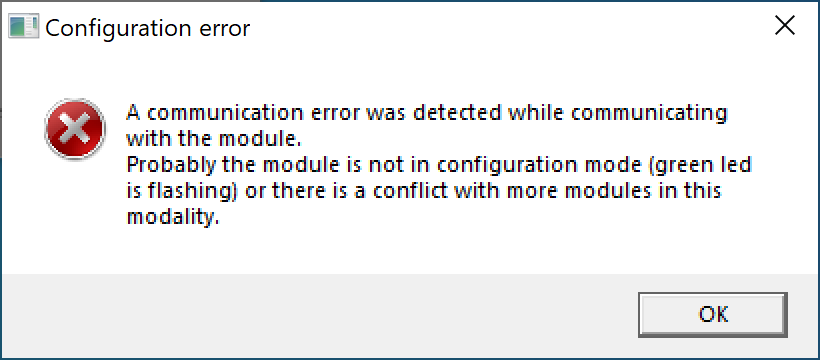 Configuration error
A communication error was detected while communicating
with the module.
Probably the module is not in configuration mode (green led
is flashing) or there is a conflict with more modules in this
modality.
OK